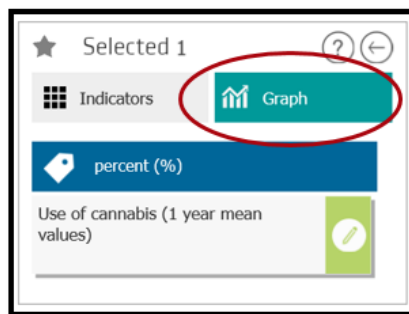 Selected 1
?
Indicators
Graph
percent (%)
Use of cannabis (1 year mean
values)